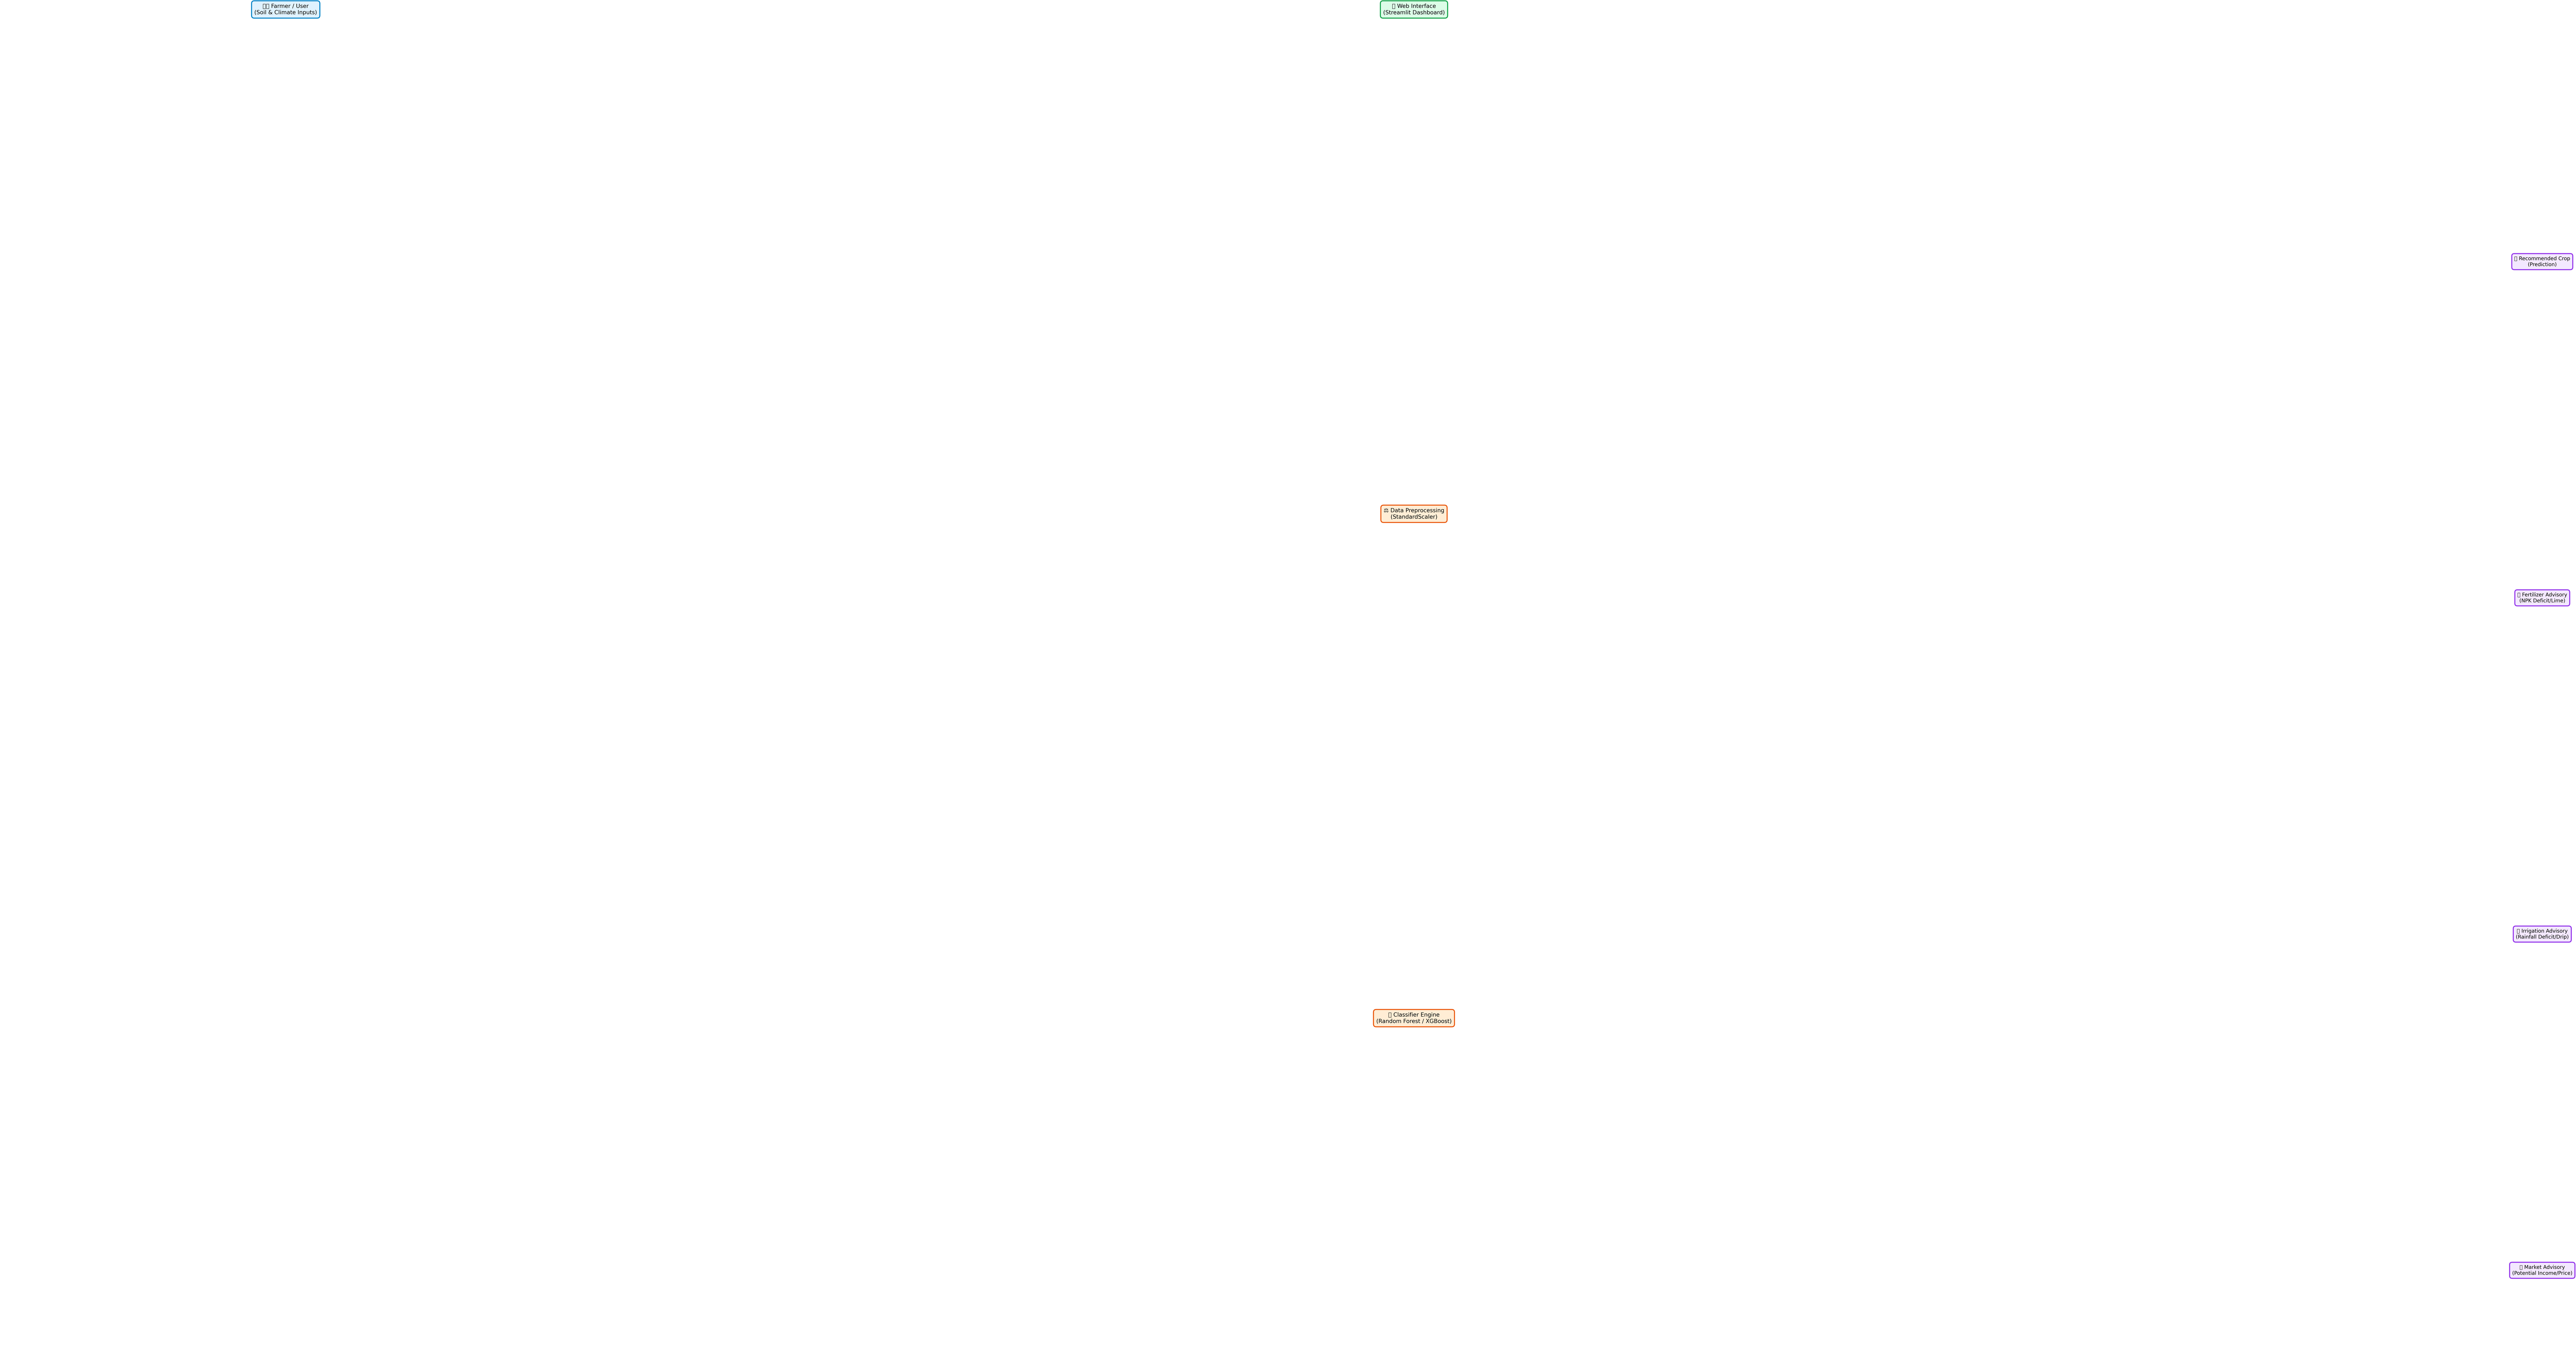 Farmer / User
(Soil & Climate Inputs)
Web Interface
(Streamlit Dashboard)
Recommended Crop
(Prediction)
⚖ Data Preprocessing
(StandardScaler)
Fertilizer Advisory
(NPK Deficit/Lime)
Irrigation Advisory
(Rainfall Deficit/Drip)
Classifier Engine
(Random Forest / XGBoost)
Market Advisory
(Potential Income/Price)